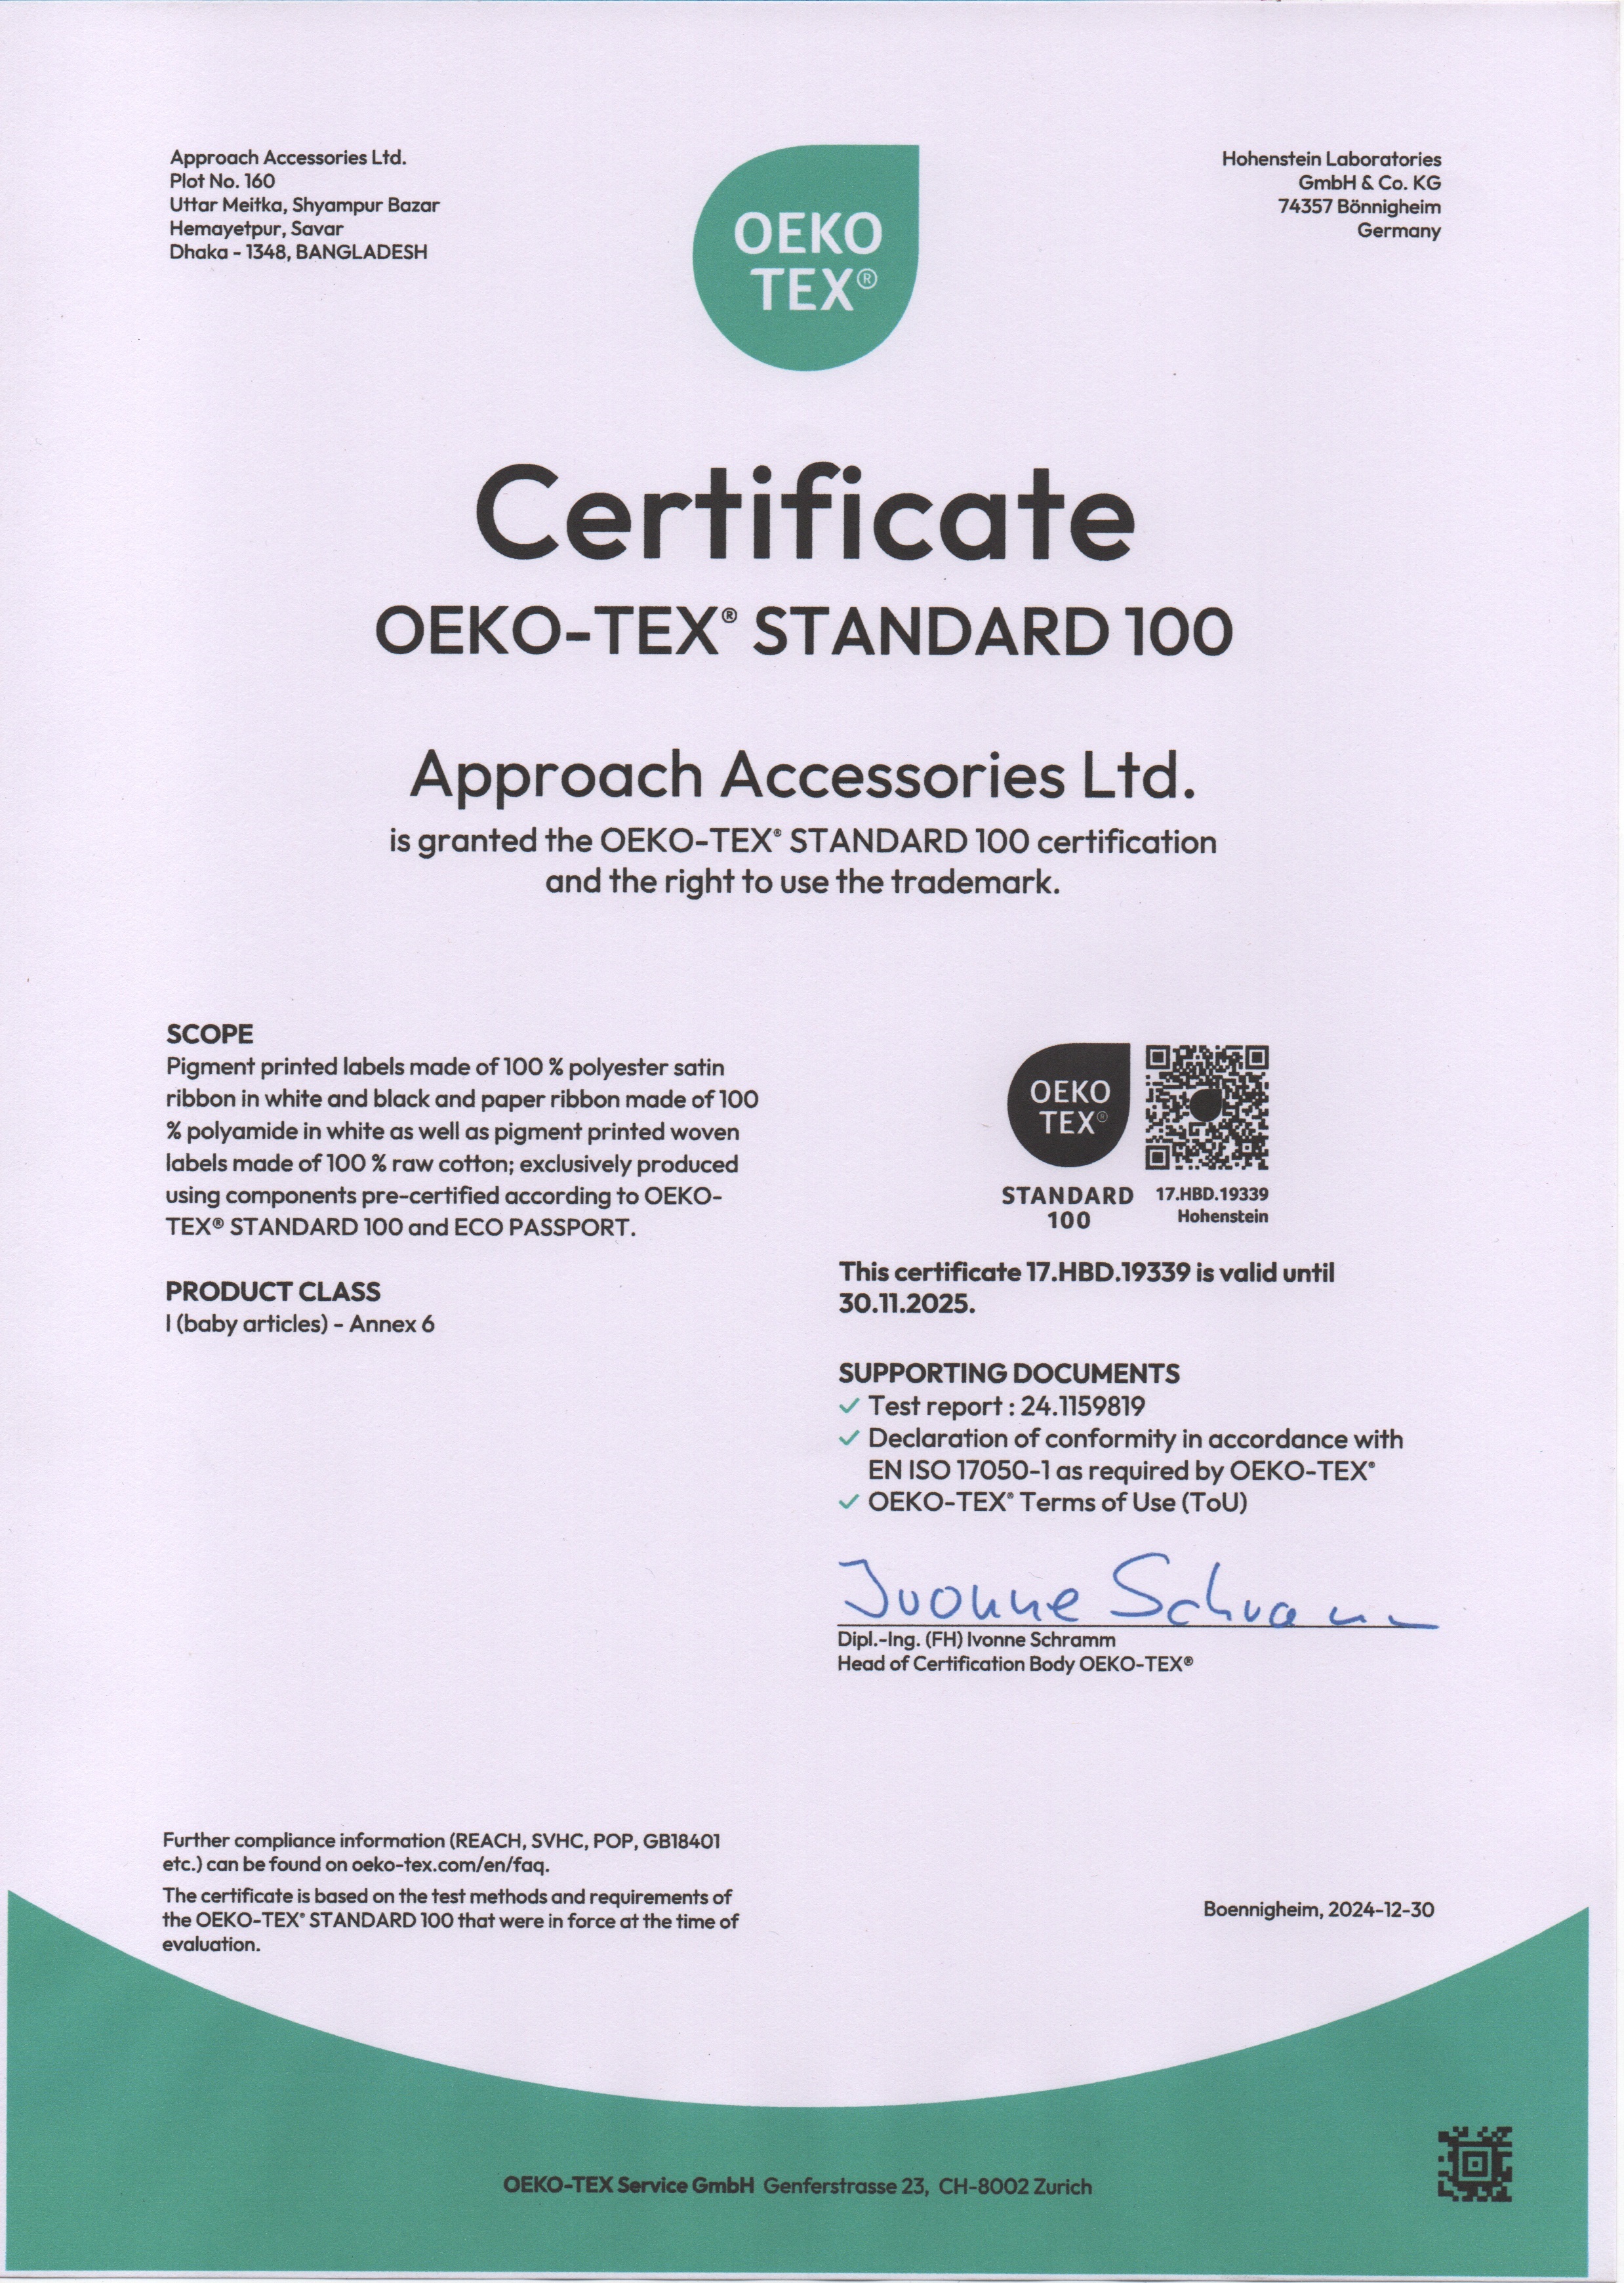 Approach Accessories Ltd.
Plot No. 160
Uttar Meitka, Shyampur Bazar
Hemayetpur, Savar
Dhaka - 1348, BANGLADESH
OEKO
TEX®
Hohenstein Laboratories
GmbH & Co. KG
74357 Bönnigheim
Germany
Certificate
OEKO-TEX® STANDARD 100
Approach Accessories Ltd.
is granted the OEKO-TEX® STANDARD 100 certification
and the right to use the trademark.
SCOPE
Pigment printed labels made of 100 % polyester satin
ribbon in white and black and paper ribbon made of 100
% polyamide in white as well as pigment printed woven
labels made of 100 % raw cotton; exclusively produced
using components pre-certified according to OEKO-
TEX® STANDARD 100 and ECO PASSPORT.
PRODUCT CLASS
I (baby articles) - Annex 6
OEKO
TEX®
STANDARD
100
17.HBD.19339
Hohenstein
This certificate 17.HBD.19339 is valid until
30.11.2025.
SUPPORTING DOCUMENTS
✓ Test report : 24.1159819
✓ Declaration of conformity in accordance with
EN ISO 17050-1 as required by OEKO-TEX®
✓ OEKO-TEX® Terms of Use (ToU)
Ivonne Schramm
Dipl.-Ing. (FH) Ivonne Schramm
Head of Certification Body OEKO-TEX®
Further compliance information (REACH, SVHC, POP, GB18401
etc.) can be found on oeko-tex.com/en/faq.
The certificate is based on the test methods and requirements of
the OEKO-TEX® STANDARD 100 that were in force at the time of
evaluation.
Boennigheim, 2024-12-30
OEKO-TEX Service GmbH Genferstrasse 23, CH-8002 Zurich